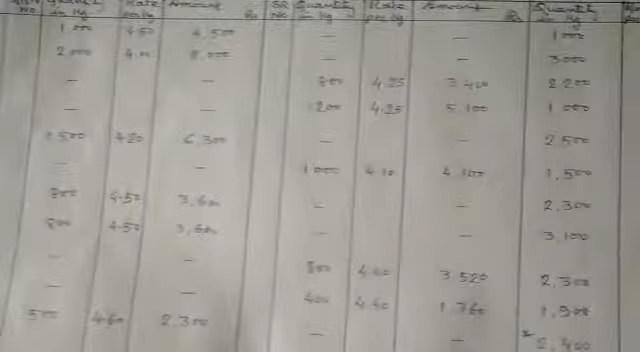 Quantity in kg Rate per kg Amount Rs SR No Quantity in kg Rate per kg Amount Rs Quantity in kg
1 000 4.50 4.500 — — 1 000
2.000 4.00 8.000 — — 3000
— — 800 4.25 3.400 2 200
— — 1200 4.25 5.100 1 000
1 500 4.20 6.300 — — 2.500
— — 1 000 4.10 4.100 1,500
800 4.50 3.600 — — 2.300
800 4.50 3.600 — — 3.100
— — 800 4.40 3.520 2.300
— — 400 4.40 1.760 1,900
500 4.60 2.300 — — 2.400